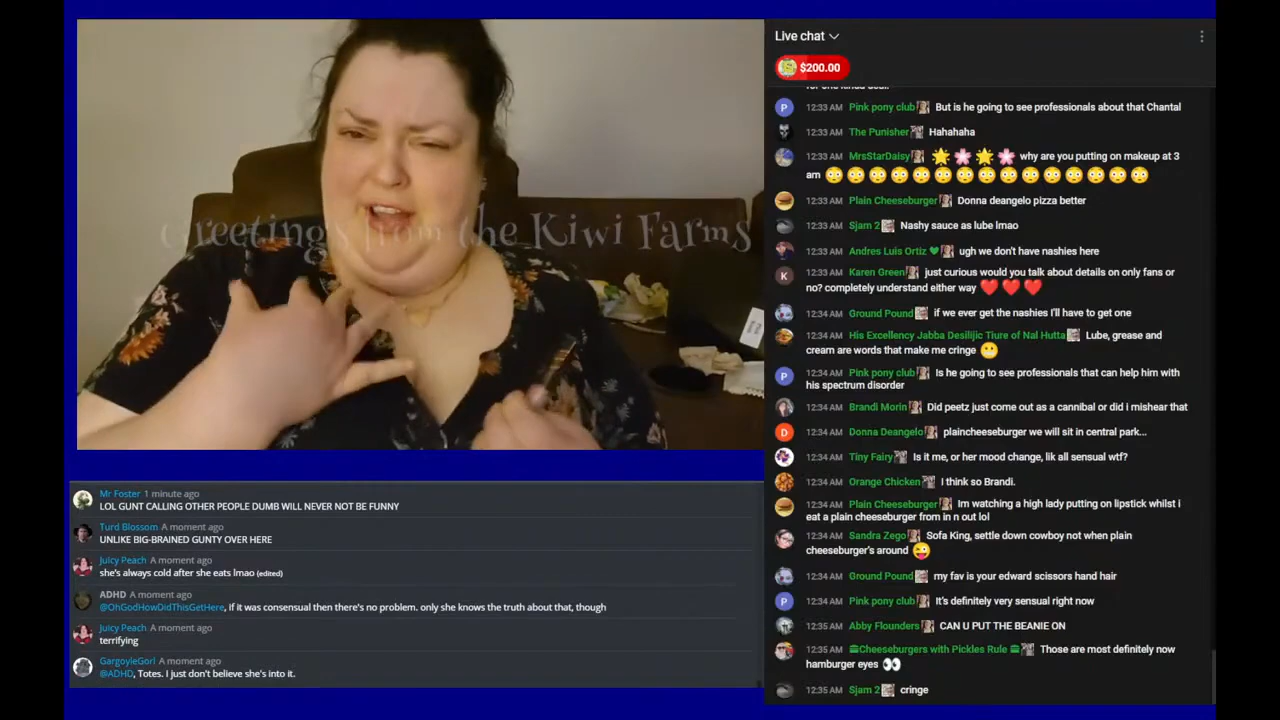 Live chat
$200.00
for one kinda deal.
12:33 AM Pink pony club But is he going to see professionals about that Chantal
12:33 AM The Punisher Hahahaha
12:33 AM MrsStarDaisy 🌟🌸🌟🌸 why are you putting on makeup at 3
am 😳😳😳😳😳😳😳😳😳😳😳😳😳😳😳
12:33 AM Plain Cheeseburger Donna deangelo pizza better
12:33 AM Sjam 2 Nashy sauce as lube lmao
12:33 AM Andres Luis Ortiz 💚 ugh we don't have nashies here
K 12:33 AM Karen Green just curious would you talk about details on only fans or
no? completely understand either way ❤️❤️❤️
12:34 AM Ground Pound if we ever get the nashies I'll have to get one
12:34 AM His Excellency Jabba Desilijic Tiure of Nal Hutta Lube, grease and
cream are words that make me cringe 😬
P 12:34 AM Pink pony club Is he going to see professionals that can help him with
his spectrum disorder
12:34 AM Brandi Morin Did peetz just come out as a cannibal or did i mishear that
D 12:34 AM Donna Deangelo plaincheeseburger we will sit in central park...
12:34 AM Tiny Fairy Is it me, or her mood change, lik all sensual wtf?
12:34 AM Orange Chicken I think so Brandi.
12:34 AM Plain Cheeseburger Im watching a high lady putting on lipstick whilst i
eat a plain cheeseburger from in n out lol
12:34 AM Sandra Zego Sofa King, settle down cowboy not when plain
cheeseburger's around 😜
12:34 AM Ground Pound my fav is your edward scissors hand hair
P 12:34 AM Pink pony club It's definitely very sensual right now
12:35 AM Abby Flounders CAN U PUT THE BEANIE ON
12:35 AM Cheeseburgers with Pickles Rule Those are most definitely now
hamburger eyes 👀
12:35 AM Sjam 2 cringe
Greetings from the Kiwi Farms
Mr Foster 1 minute ago
LOL GUNT CALLING OTHER PEOPLE DUMB WILL NEVER NOT BE FUNNY
Turd Blossom A moment ago
UNLIKE BIG-BRAINED GUNTY OVER HERE
Juicy Peach A moment ago
she's always cold after she eats lmao (edited)
ADHD A moment ago
@OhGodHowDidThisGetHere, if it was consensual then there's no problem. only she knows the truth about that, though
Juicy Peach A moment ago
terrifying
GargoyleGorl A moment ago
@ADHD, Totes. I just don't believe she's into it.